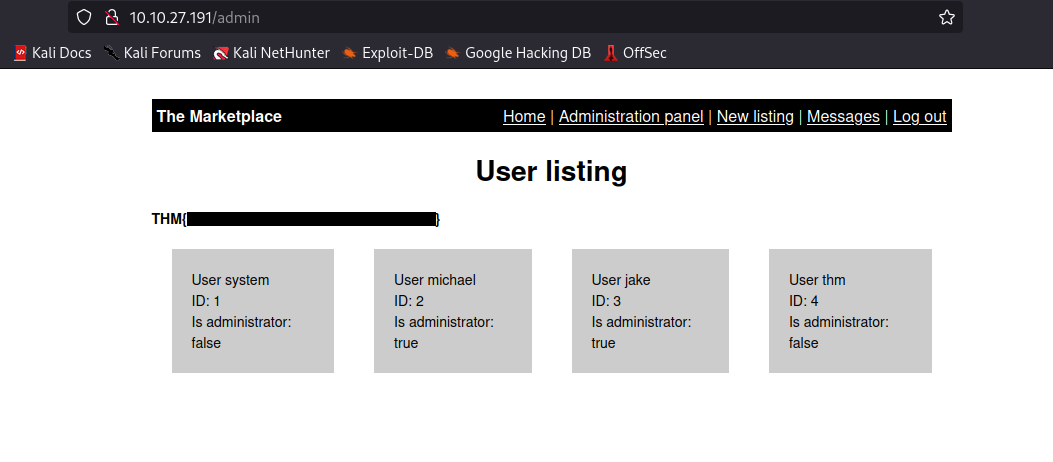 10.10.27.191/admin
Kali Docs Kali Forums Kali NetHunter Exploit-DB Google Hacking DB OffSec
The Marketplace Home | Administration panel | New listing | Messages | Log out
User listing
THM{ }
User system
ID: 1
Is administrator:
false
User michael
ID: 2
Is administrator:
true
User jake
ID: 3
Is administrator:
true
User thm
ID: 4
Is administrator:
false